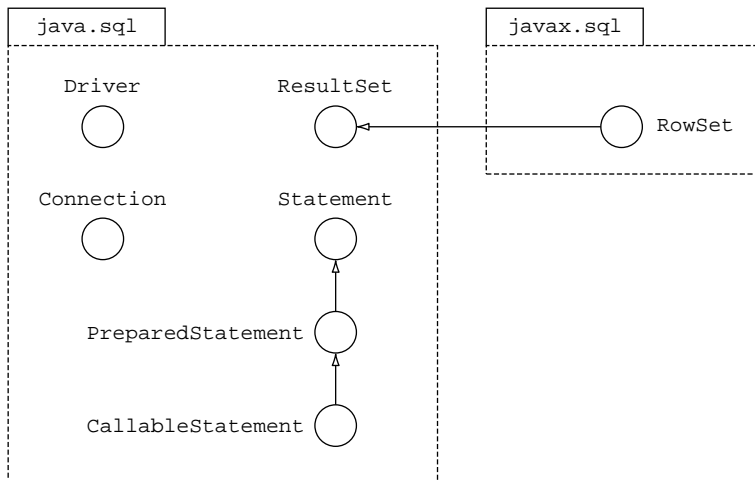 java.sql
javax.sql
Driver
ResultSet
RowSet
Connection
Statement
PreparedStatement
CallableStatement